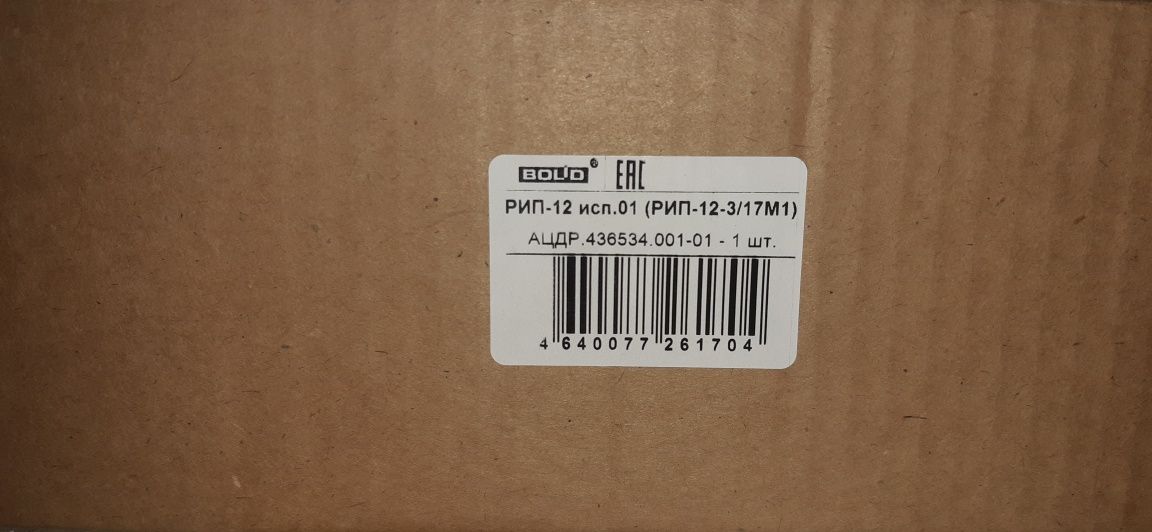 BOLID® EAC
РИП-12 исп.01 (РИП-12-3/17М1)
АЦДР.436534.001-01 - 1 шт.
4 640077 261704